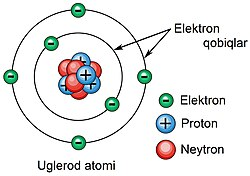 Elektron
qobiqlar
Elektron
Proton
Neytron
Uglerod atomi